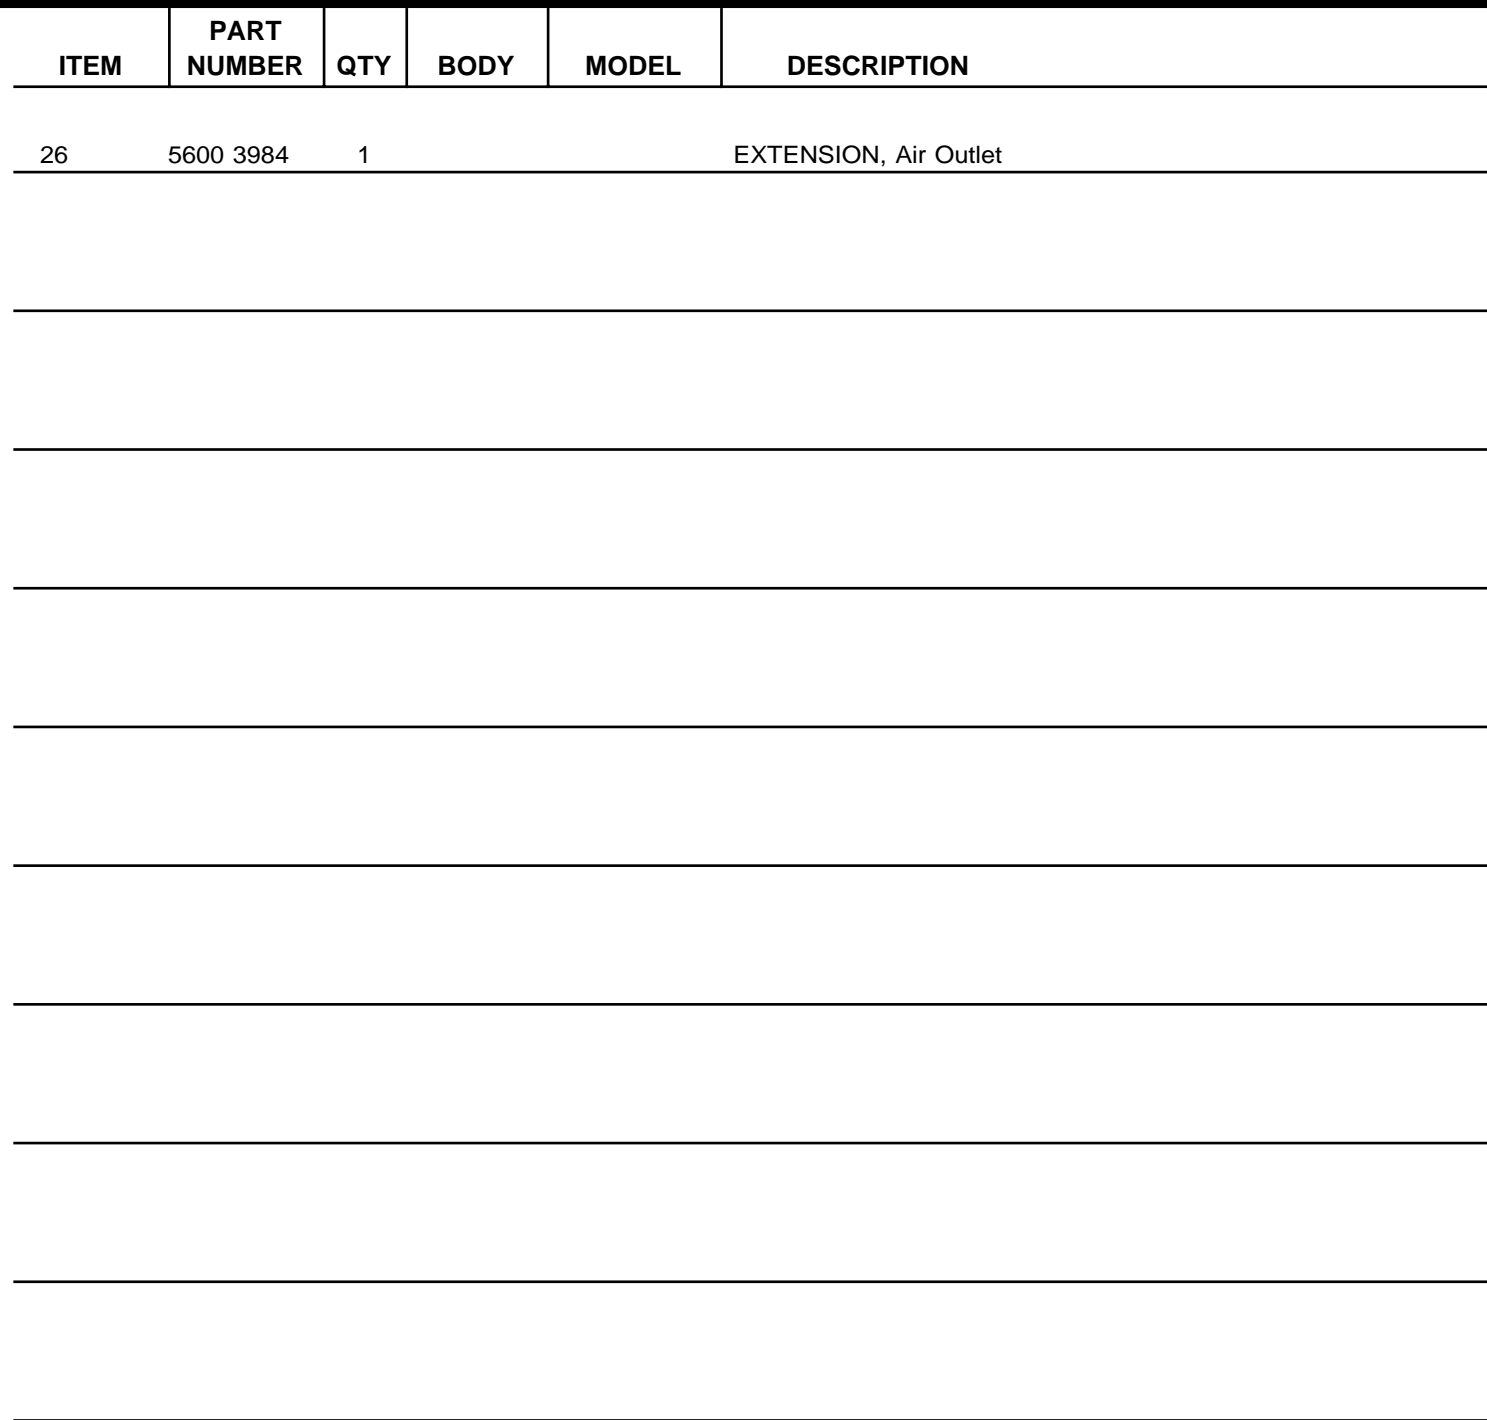 PART
ITEM NUMBER QTY BODY MODEL DESCRIPTION
26 5600 3984 1 EXTENSION, Air Outlet